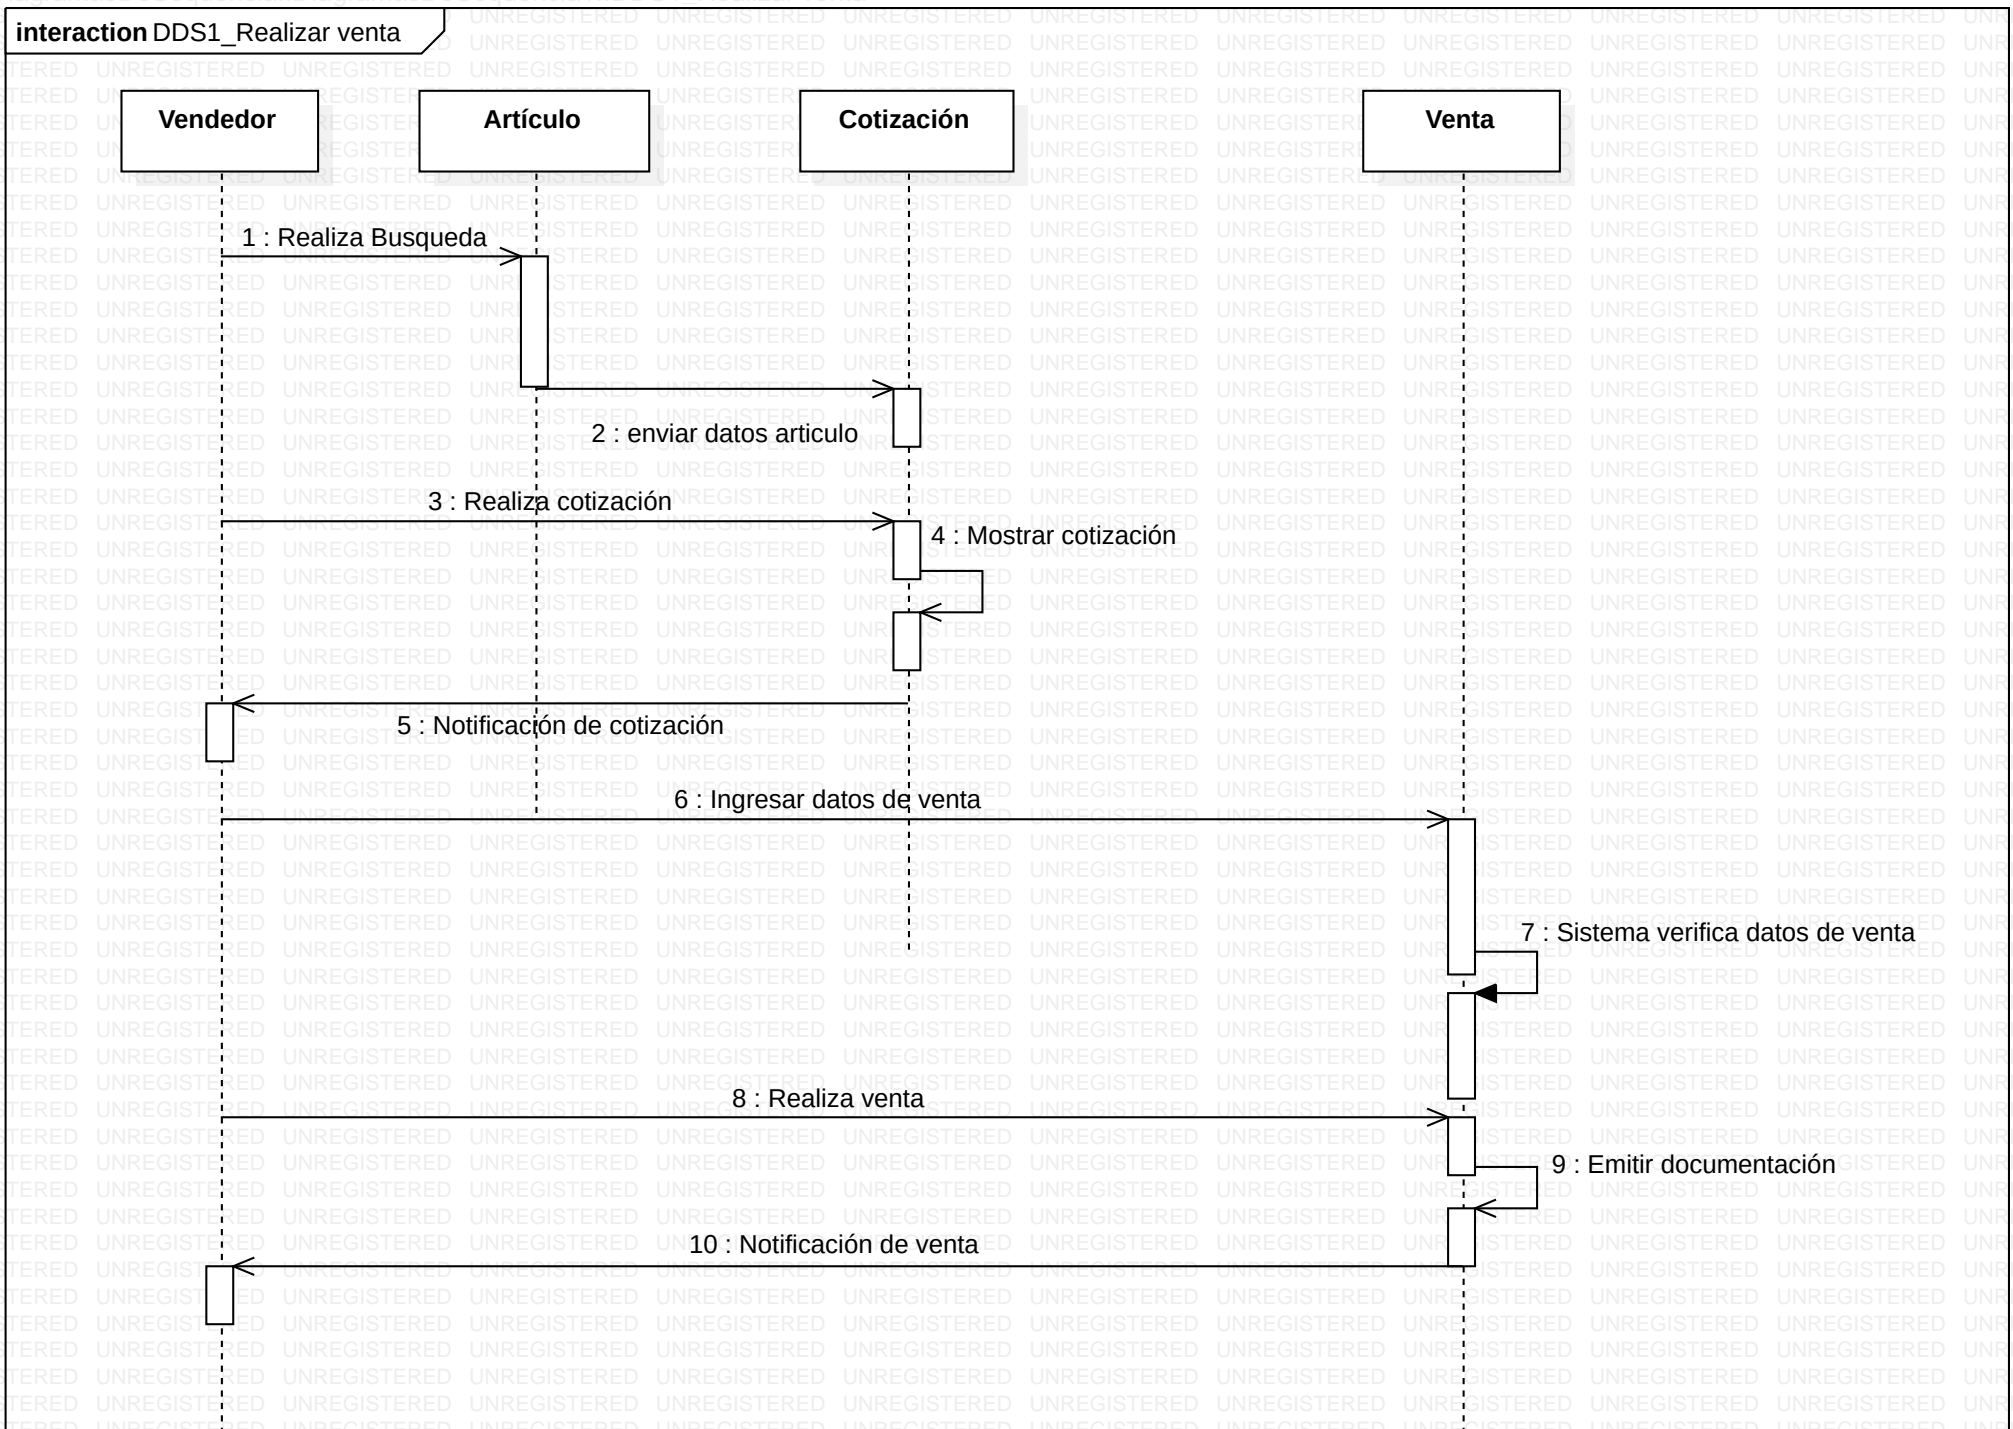 interaction DDS1_Realizar venta
Vendedor
Artículo
Cotización
Venta
1 : Realiza Busqueda
2 : enviar datos articulo
3 : Realiza cotización
4 : Mostrar cotización
5 : Notificación de cotización
6 : Ingresar datos de venta
7 : Sistema verifica datos de venta
8 : Realiza venta
9 : Emitir documentación
10 : Notificación de venta
UNREGISTERED